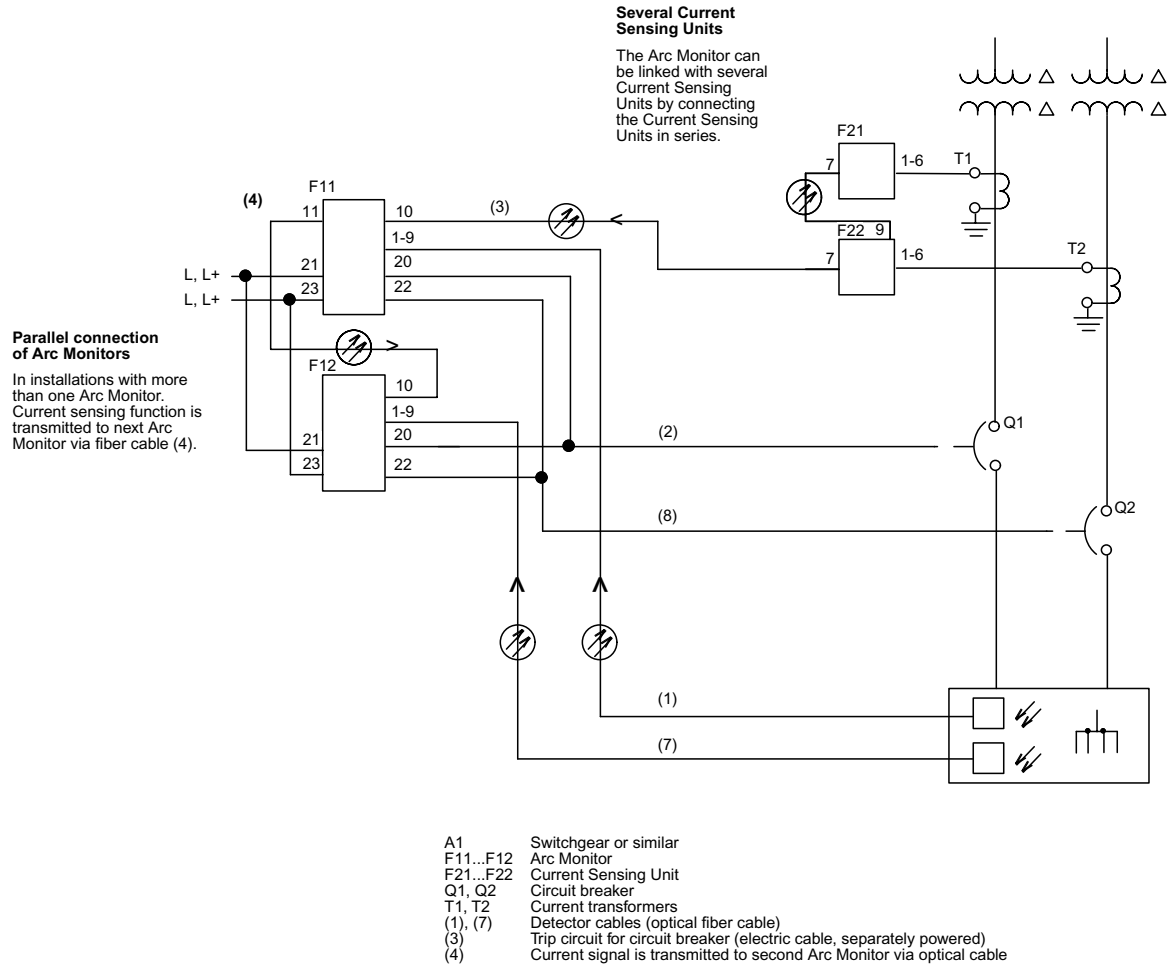 Several Current
Sensing Units
The Arc Monitor can
be linked with several
Current Sensing
Units by connecting
the Current Sensing
Units in series.
F21
7
1-6
T1
F22 9
7
1-6
T2
(4)
F11
11
10
(3)
1-9
L, L+
21
20
L, L+
23
22
Parallel connection
of Arc Monitors
In installations with more
than one Arc Monitor.
Current sensing function is
transmitted to next Arc
Monitor via fiber cable (4).
F12
10
1-9
21
20
(2)
Q1
23
22
(8)
Q2
(1)
(7)
A1 Switchgear or similar
F11...F12 Arc Monitor
F21...F22 Current Sensing Unit
Q1, Q2 Circuit breaker
T1, T2 Current transformers
(1), (7) Detector cables (optical fiber cable)
(3) Trip circuit for circuit breaker (electric cable, separately powered)
(4) Current signal is transmitted to second Arc Monitor via optical cable